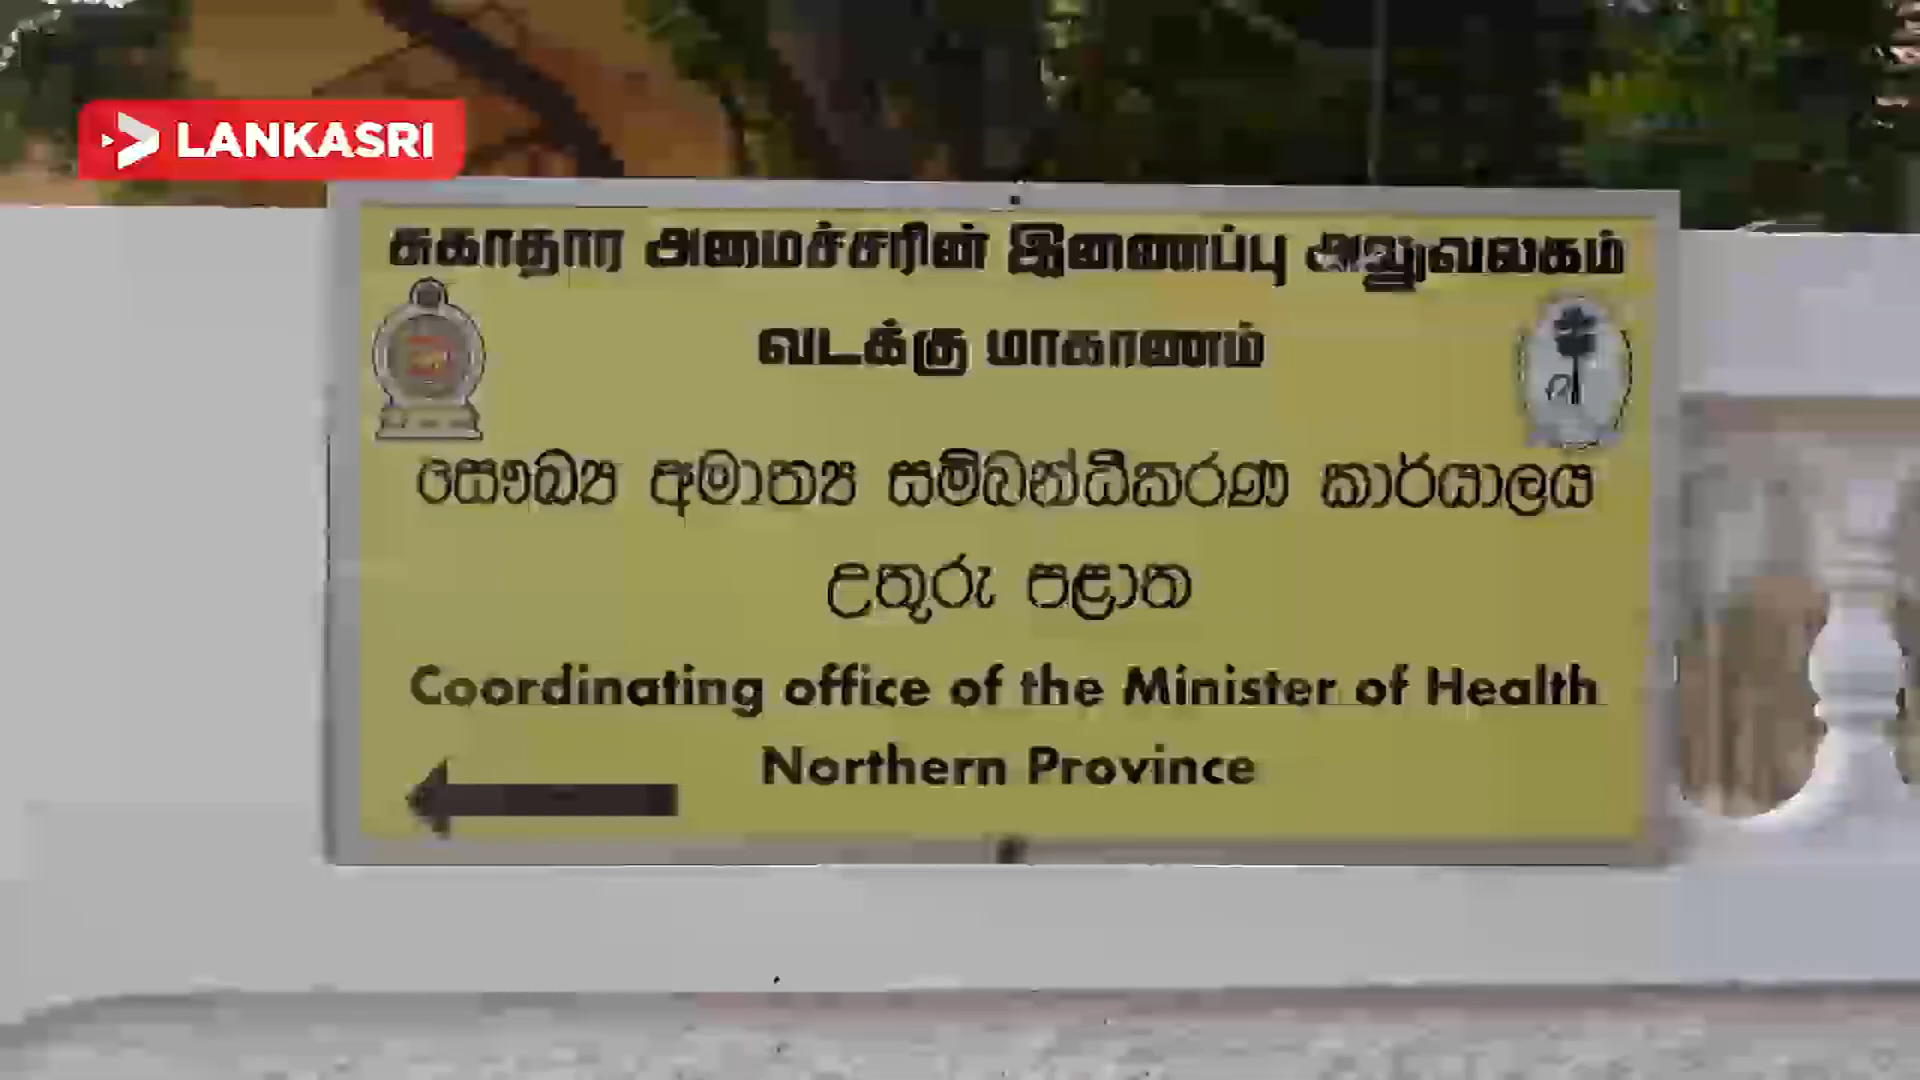 LANKASRI
சுகாதார அமைச்சரின் இணைப்பு அலுவலகம்
வடக்கு மாகாணம்
සෞඛ්‍ය අමාත්‍ය සම්බන්ධීකරණ කාර්යාලය
උතුරු පළාත
Coordinating office of the Minister of Health
Northern Province